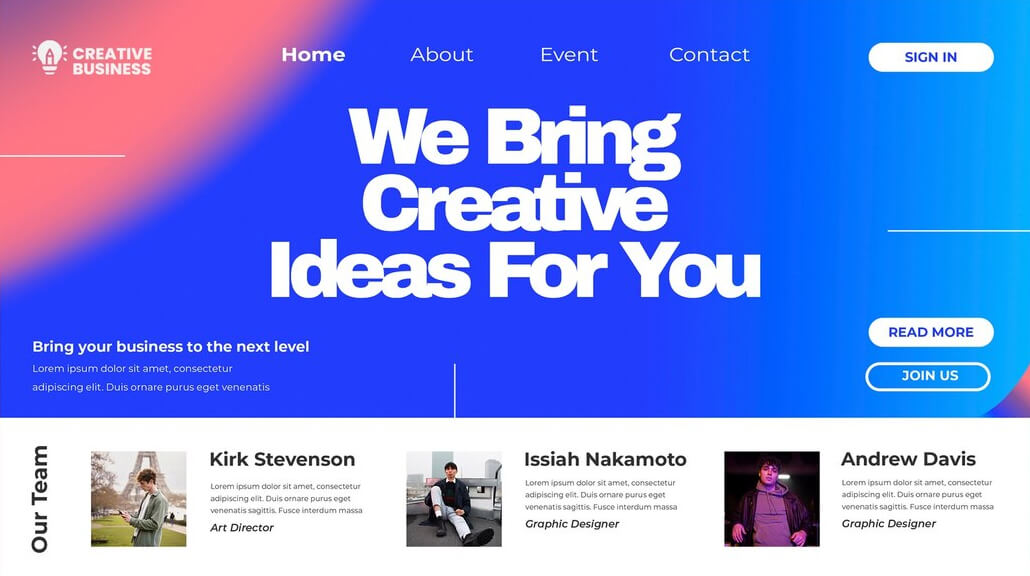 CREATIVE
BUSINESS
Home
About
Event
Contact
SIGN IN
We Bring
Creative
Ideas For You
Bring your business to the next level
Lorem ipsum dolor sit amet, consectetur
adipiscing elit. Duis ornare purus eget venenatis
READ MORE
JOIN US
Our Team
Kirk Stevenson
Lorem ipsum dolor sit amet, consectetur
adipiscing elit. Duis ornare purus eget
venenatis sagittis. Fusce interdum massa
Art Director
Issiah Nakamoto
Lorem ipsum dolor sit amet, consectetur
adipiscing elit. Duis ornare purus eget
venenatis sagittis. Fusce interdum massa
Graphic Designer
Andrew Davis
Lorem ipsum dolor sit amet, consectetur
adipiscing elit. Duis ornare purus eget
venenatis sagittis. Fusce interdum massa
Graphic Designer